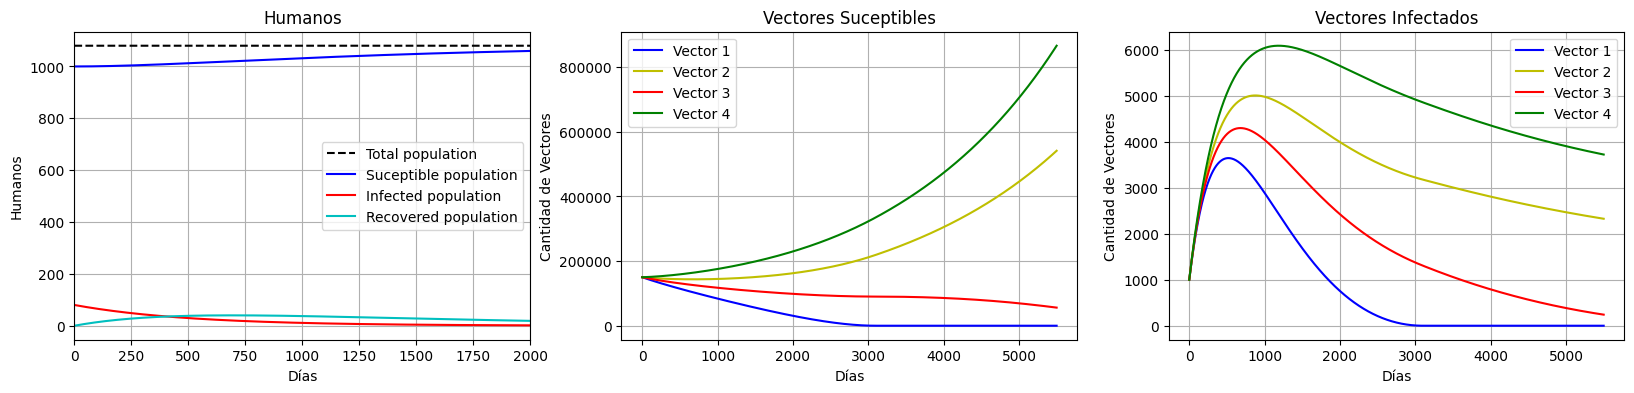 Humanos
Humanos
1000
800
600
400
200
0
Total population
Suceptible population
Infected population
Recovered population
0 250 500 750 1000 1250 1500 1750 2000
Días
Vectores Suceptibles
Cantidad de Vectores
800000
600000
400000
200000
0
Vector 1
Vector 2
Vector 3
Vector 4
0 1000 2000 3000 4000 5000
Días
Vectores Infectados
Cantidad de Vectores
6000
5000
4000
3000
2000
1000
0
Vector 1
Vector 2
Vector 3
Vector 4
0 1000 2000 3000 4000 5000
Días